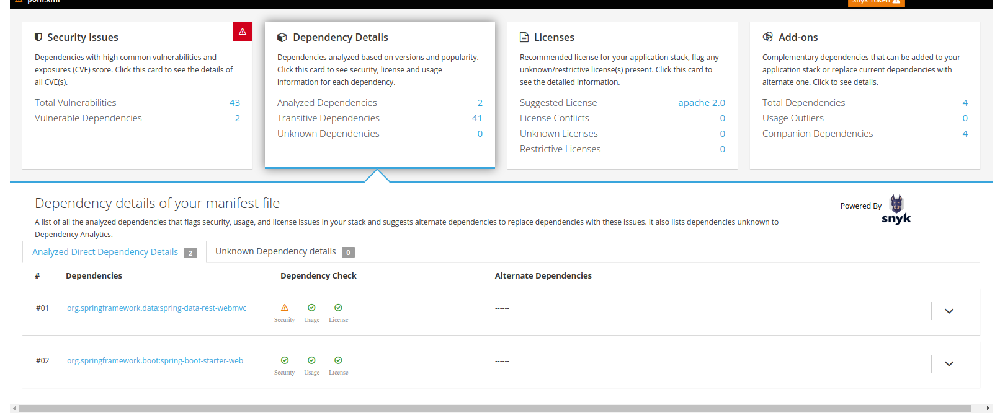 pom.xml
Snyk Token
Security Issues
Dependencies with high common vulnerabilities and
exposures (CVE) score. Click this card to see the details of
all CVE(s).
Total Vulnerabilities 43
Vulnerable Dependencies 2
Dependency Details
Dependencies analyzed based on versions and popularity.
Click this card to see security, license and usage
information for each dependency.
Analyzed Dependencies 2
Transitive Dependencies 41
Unknown Dependencies 0
Licenses
Recommended license for your application stack, flag any
unknown/restrictive license(s) present. Click this card to
see the detailed information.
Suggested License apache 2.0
License Conflicts 0
Unknown Licenses 0
Restrictive Licenses 0
Add-ons
Complementary dependencies that can be added to your
application stack or replace current dependencies with
alternate one. Click to see details.
Total Dependencies 4
Usage Outliers 0
Companion Dependencies 4
Dependency details of your manifest file
Powered By snyk
A list of all the analyzed dependencies that flags security, usage, and license issues in your stack and suggests alternate dependencies to replace dependencies with these issues. It also lists dependencies unknown to
Dependency Analytics.
Analyzed Direct Dependency Details 2 Unknown Dependency details 0
# Dependencies Dependency Check Alternate Dependencies
#01 org.springframework.data:spring-data-rest-webmvc ------
Security Usage License
#02 org.springframework.boot:spring-boot-starter-web ------
Security Usage License